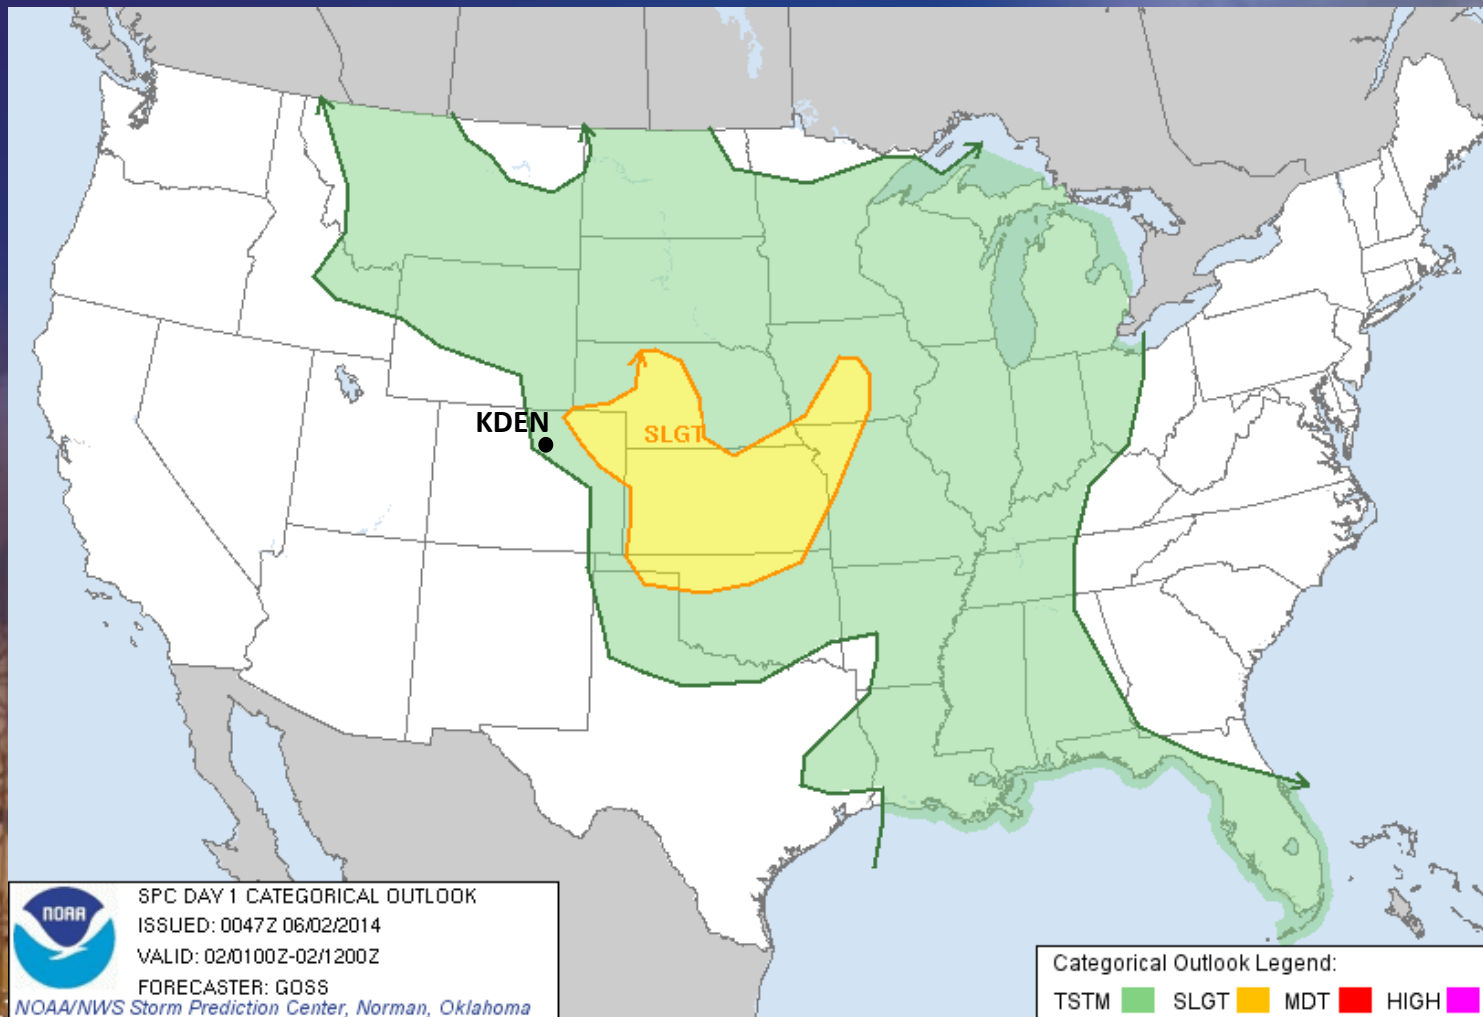 KDEN
SLGT
NOAA
SPC DAY 1 CATEGORICAL OUTLOOK
ISSUED: 0047Z 06/02/2014
VALID: 02/0100Z-02/1200Z
FORECASTER: GOSS
NOAA/NWS Storm Prediction Center, Norman, Oklahoma
Categorical Outlook Legend:
TSTM SLGT MDT HIGH